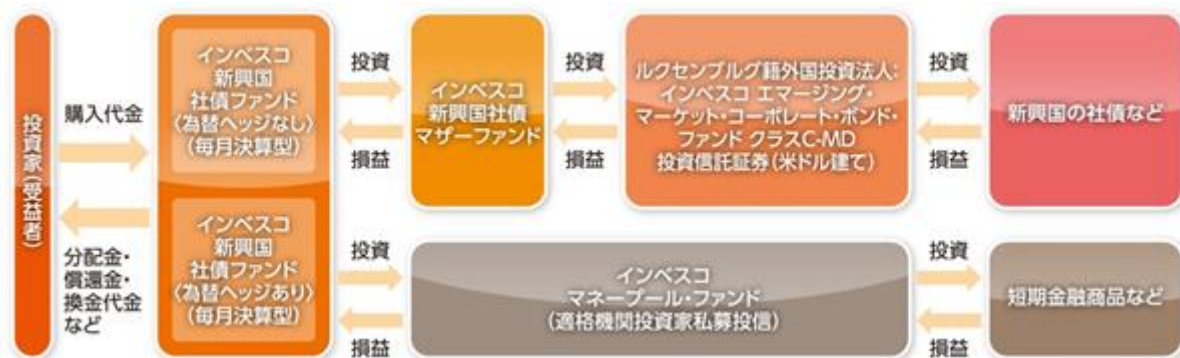 投資家(受益者)
購入代金
分配金・
償還金・
換金代金
など
インベスコ
新興国
社債ファンド
〈為替ヘッジなし〉
(毎月決算型)
インベスコ
新興国
社債ファンド
〈為替ヘッジあり〉
(毎月決算型)
投資
損益
インベスコ
新興国社債
マザーファンド
投資
損益
ルクセンブルグ籍外国投資法人:
インベスコ エマージング・
マーケット・コーポレート・ボンド・
ファンド クラスC-MD
投資信託証券(米ドル建て)
投資
損益
新興国の社債など
投資
損益
インベスコ
マネープール・ファンド
(適格機関投資家私募投信)
投資
損益
短期金融商品など